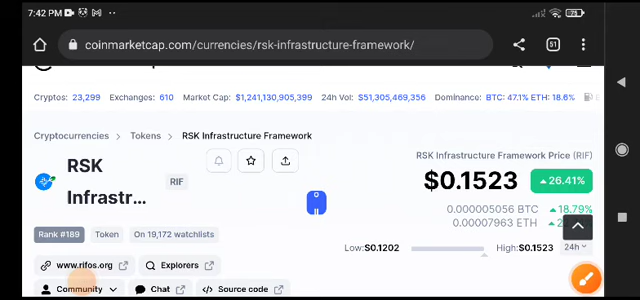 7:42 PM
75
coinmarketcap.com/currencies/rsk-infrastructure-framework/
51
Cryptos: 23,299 Exchanges: 610 Market Cap: $1,241,130,905,399 24h Vol: $51,305,469,356 Dominance: BTC: 47.1% ETH: 18.6%
Cryptocurrencies > Tokens > RSK Infrastructure Framework
RSK
Infrastr...
RIF
RSK Infrastructure Framework Price (RIF)
$0.1523
26.41%
0.000005056 BTC 18.79%
0.00007963 ETH
Rank #189
Token
On 19,172 watchlists
Low: $0.1202
High: $0.1523
24h
www.rifos.org
Explorers
Community
Chat
Source code